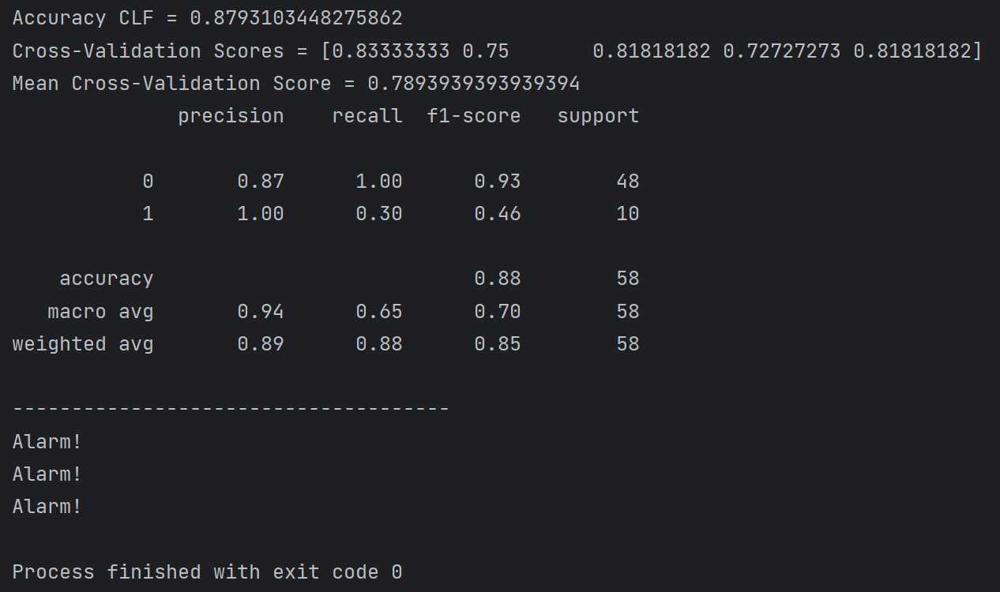 Accuracy CLF = 0.8793103448275862
Cross-Validation Scores = [0.83333333 0.75       0.81818182 0.72727273 0.81818182]
Mean Cross-Validation Score = 0.7893939393939394
              precision    recall  f1-score   support

           0       0.87      1.00      0.93        48
           1       1.00      0.30      0.46        10

    accuracy                           0.88        58
   macro avg       0.94      0.65      0.70        58
weighted avg       0.89      0.88      0.85        58

-------------------------------------
Alarm!
Alarm!
Alarm!

Process finished with exit code 0